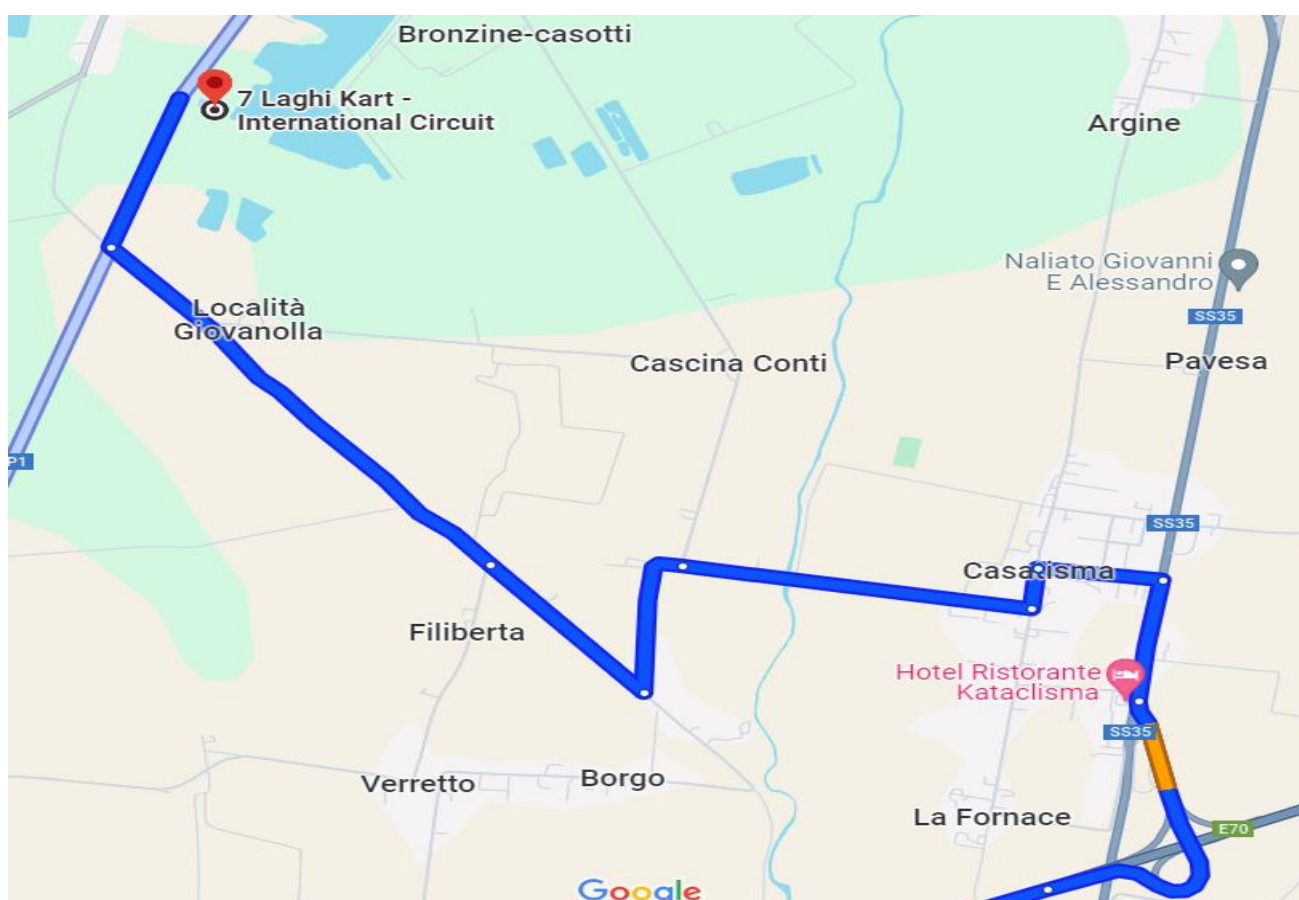 Bronzine-casotti
7 Laghi Kart -
International Circuit
Argine
Naliato Giovanni
E Alessandro
SS35
Località
Giovanolla
Cascina Conti
Pavesa
P1
SS35
Casatisma
Filiberta
Hotel Ristorante
Kataclisma
SS35
Verretto
Borgo
La Fornace
E70
Google